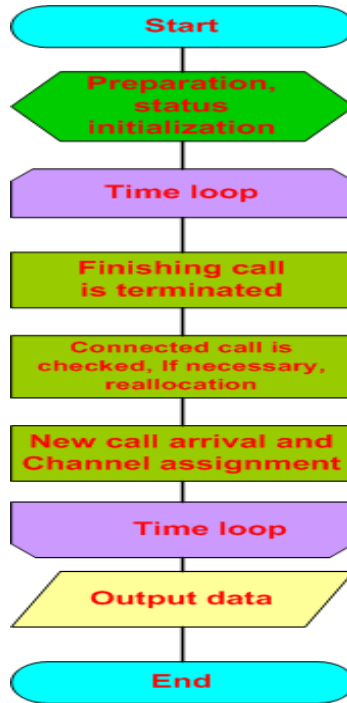 Start
Preparation,
status
initialization
Time loop
Finishing call
is terminated
Connected call is
checked, If necessary,
reallocation
New call arrival and
Channel assignment
Time loop
Output data
End